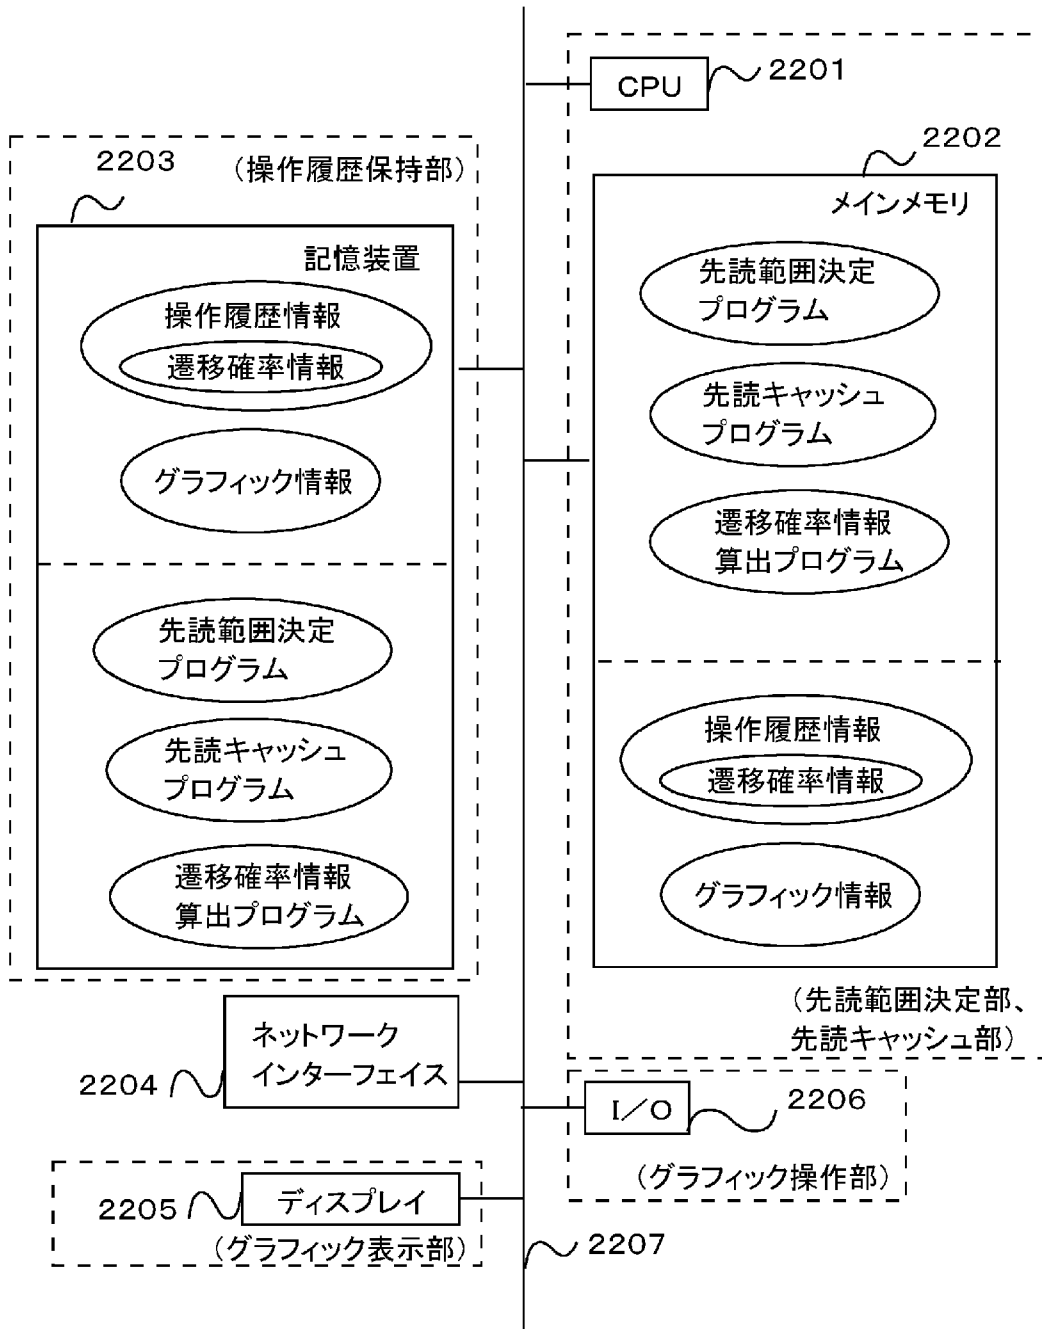 CPU
2201
2202
メインメモリ
先読範囲決定
プログラム
先読キャッシュ
プログラム
遷移確率情報
算出プログラム
操作履歴情報
遷移確率情報
グラフィック情報
(先読範囲決定部、
先読キャッシュ部)
2203
(操作履歴保持部)
記憶装置
操作履歴情報
遷移確率情報
グラフィック情報
先読範囲決定
プログラム
先読キャッシュ
プログラム
遷移確率情報
算出プログラム
ネットワーク
インターフェイス
2204
I/O
2206
(グラフィック操作部)
2205
ディスプレイ
(グラフィック表示部)
2207